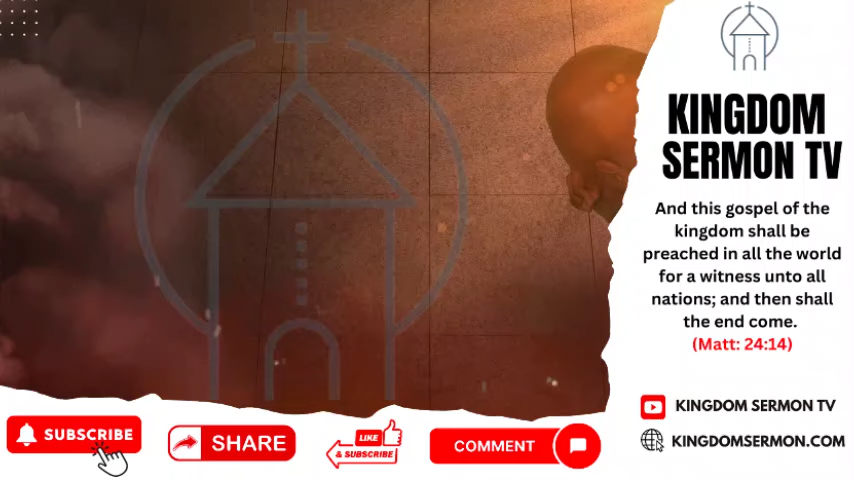 KINGDOM
SERMON TV
And this gospel of the
kingdom shall be
preached in all the world
for a witness unto all
nations; and then shall
the end come.
(Matt: 24:14)
KINGDOM SERMON TV
KINGDOMSERMON.COM
SUBSCRIBE
SHARE
LIKE
& SUBSCRIBE
COMMENT